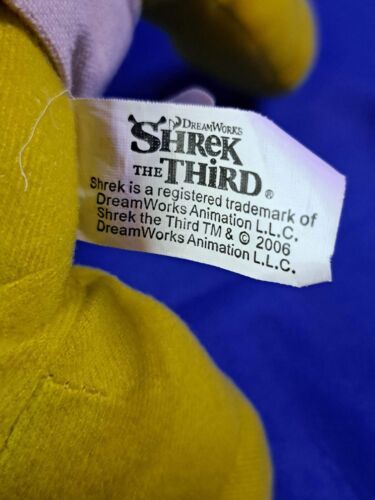 DREAMWORKS
SHREK
THE THIRD®
Shrek is a registered trademark of
DreamWorks Animation L.L.C.
Shrek the Third TM & © 2006
DreamWorks Animation L.L.C.